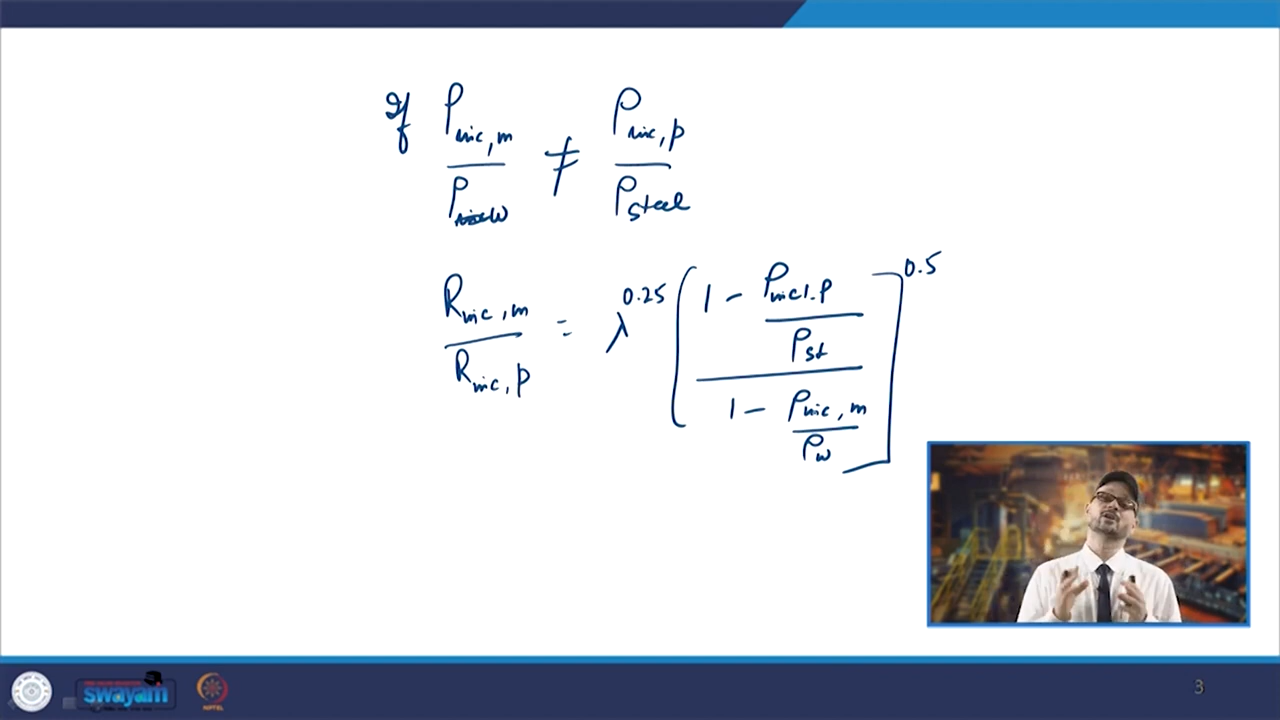 If ρinc,m / ρw ≠ ρinc,p / ρsteel
Rinc,m / Rinc,p = λ^0.25 [ (1 - ρincl.p / ρst) / (1 - ρinc,m / ρw) ]^0.5
3
swayam
NPTEL